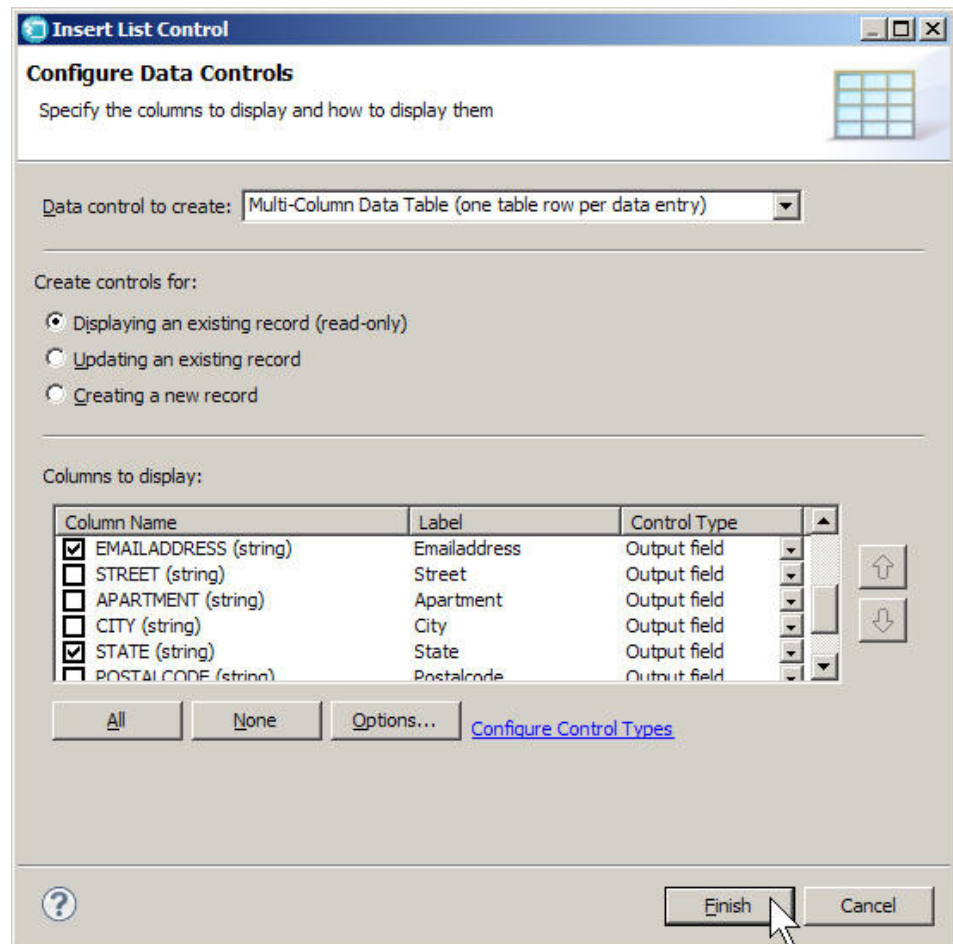 Insert List Control
Configure Data Controls
Specify the columns to display and how to display them
Data control to create: Multi-Column Data Table (one table row per data entry)
Create controls for:
Displaying an existing record (read-only)
Updating an existing record
Creating a new record
Columns to display:
Column Name Label Control Type
EMAILADDRESS (string) Emailaddress Output field
STREET (string) Street Output field
APARTMENT (string) Apartment Output field
CITY (string) City Output field
STATE (string) State Output field
POSTALCODE (string) Postalcode Output field
All None Options... Configure Control Types
? Finish Cancel